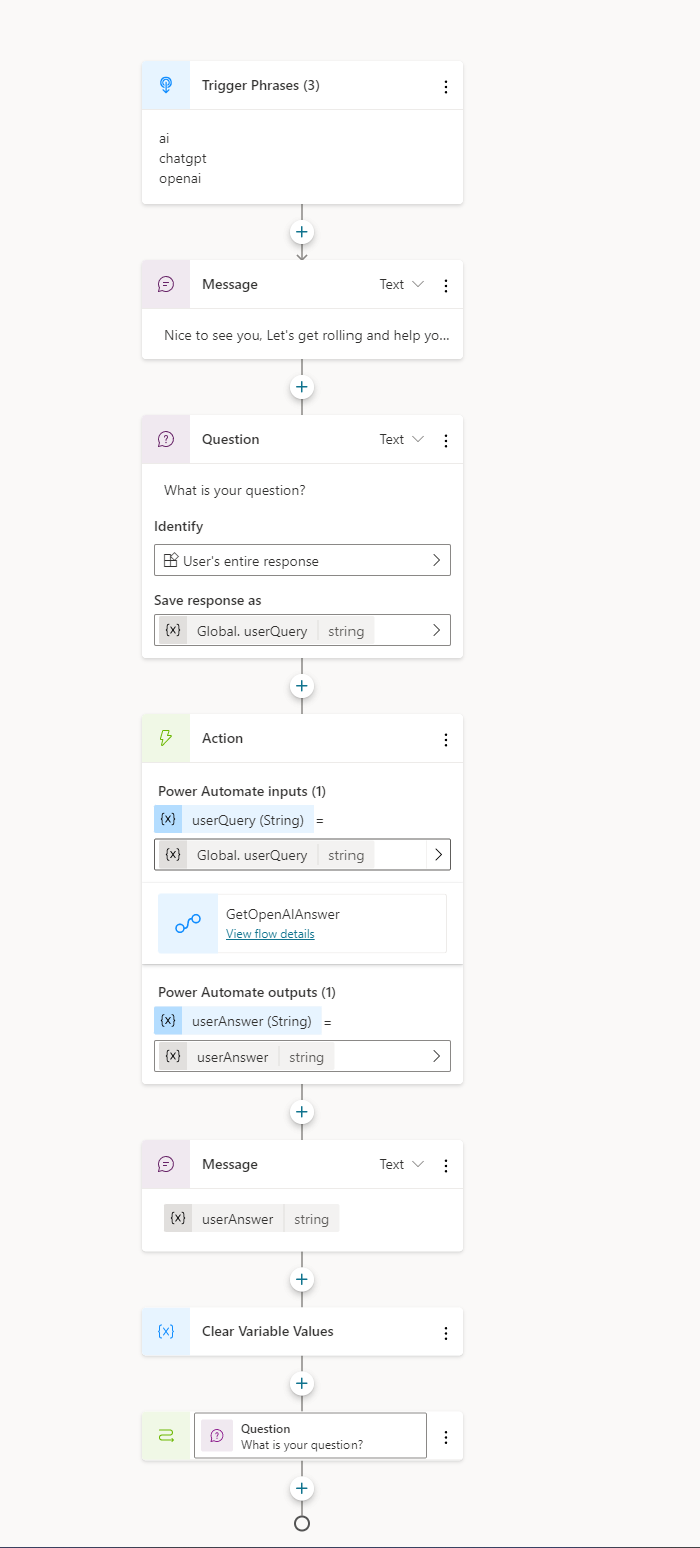 Trigger Phrases (3)
ai
chatgpt
openai
Message Text
Nice to see you, Let's get rolling and help yo...
Question Text
What is your question?
Identify
User's entire response
Save response as
{x} Global. userQuery string
Action
Power Automate inputs (1)
{x} userQuery (String) =
{x} Global. userQuery string
GetOpenAIAnswer
View flow details
Power Automate outputs (1)
{x} userAnswer (String) =
{x} userAnswer string
Message Text
{x} userAnswer string
{x} Clear Variable Values
Question
What is your question?